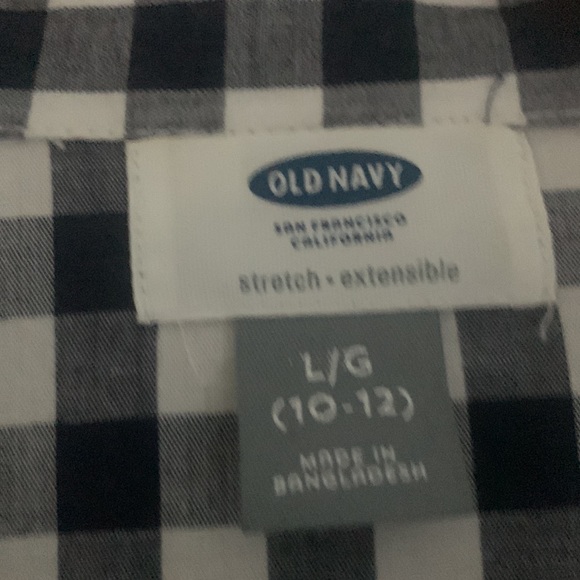 OLD NAVY
SAN FRANCISCO
CALIFORNIA
stretch • extensible
L/G
(10-12)
MADE IN
BANGLADESH